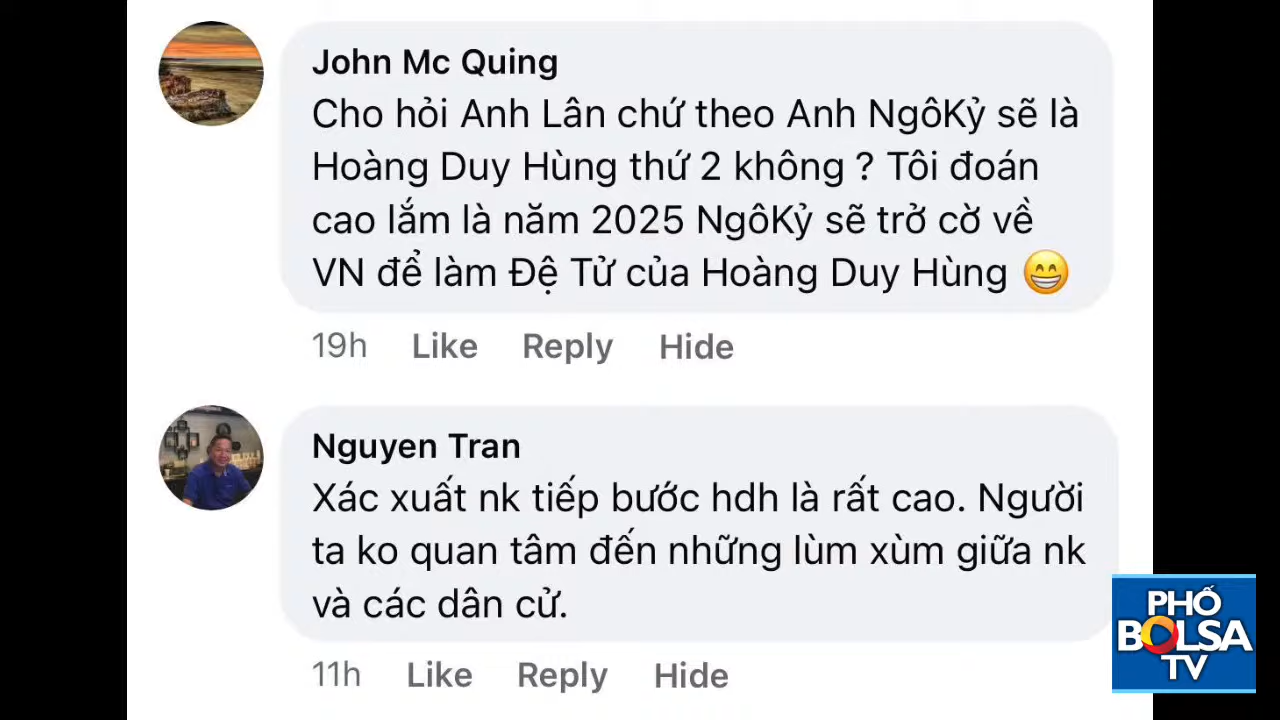 John Mc Quing
Cho hỏi Anh Lân chứ theo Anh NgôKỷ sẽ là
Hoàng Duy Hùng thứ 2 không ? Tôi đoán
cao lắm là năm 2025 NgôKỷ sẽ trở cờ về
VN để làm Đệ Tử của Hoàng Duy Hùng 😁
19h Like Reply Hide
Nguyen Tran
Xác xuất nk tiếp bước hdh là rất cao. Người
ta ko quan tâm đến những lùm xùm giữa nk
và các dân cử.
11h Like Reply Hide
PHỐ
BOLSA
TV